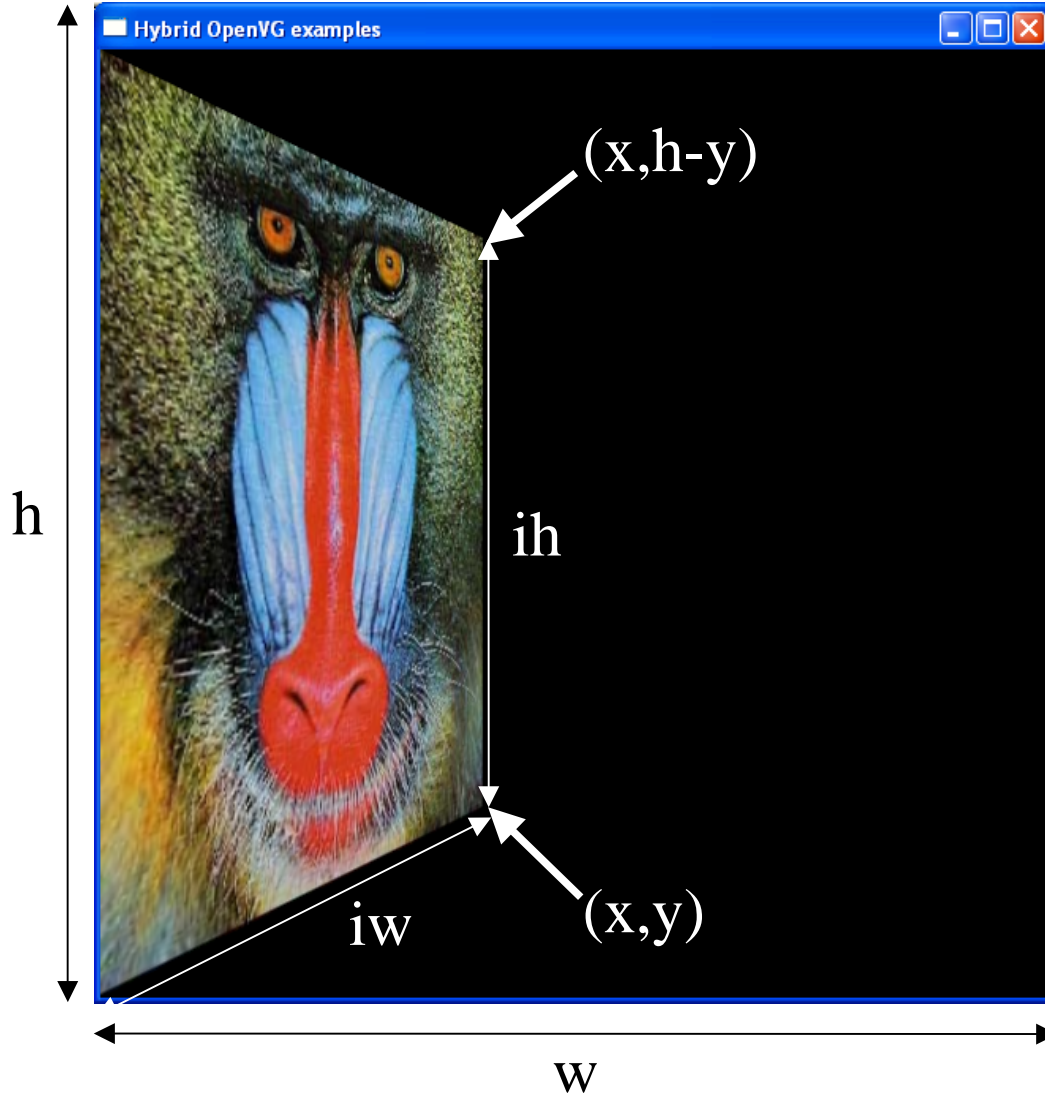 Hybrid OpenVG examples
(x,h-y)
h
ih
iw
(x,y)
w